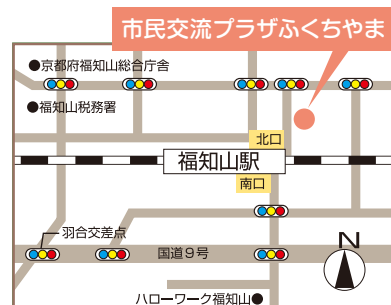 市民交流プラザふくちやま
●京都府福知山総合庁舎
●福知山税務署
北口
福知山駅
南口
羽合交差点
国道9号
N
ハローワーク福知山●